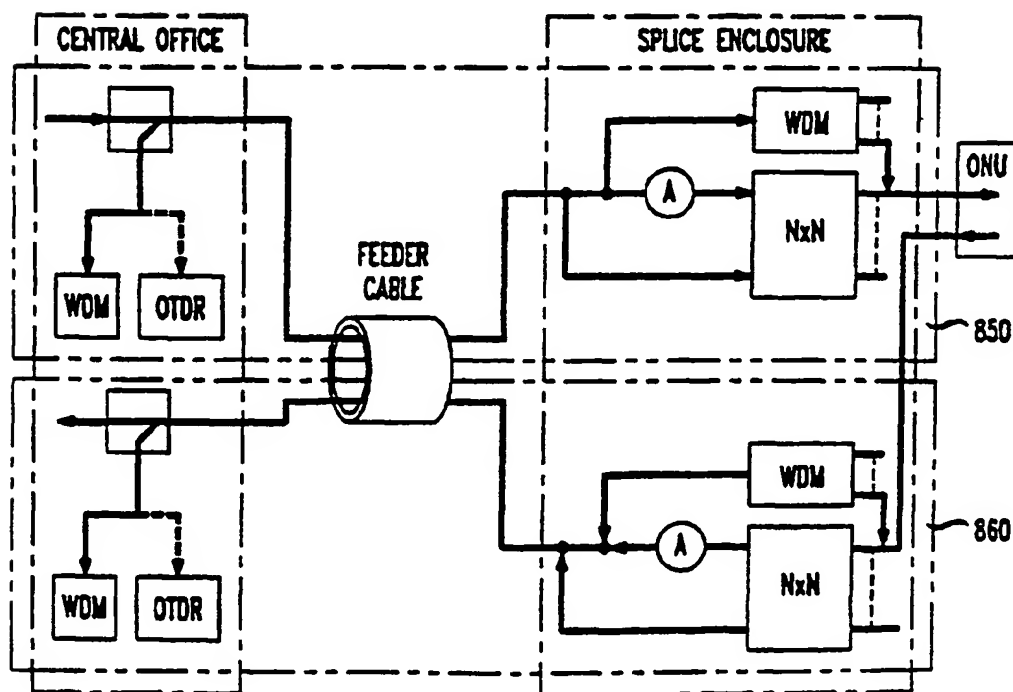 CENTRAL OFFICE
SPLICE ENCLOSURE
WDM
ONU
A
NxN
FEEDER
CABLE
WDM
OTDR
850
WDM
860
A
NxN
WDM
OTDR